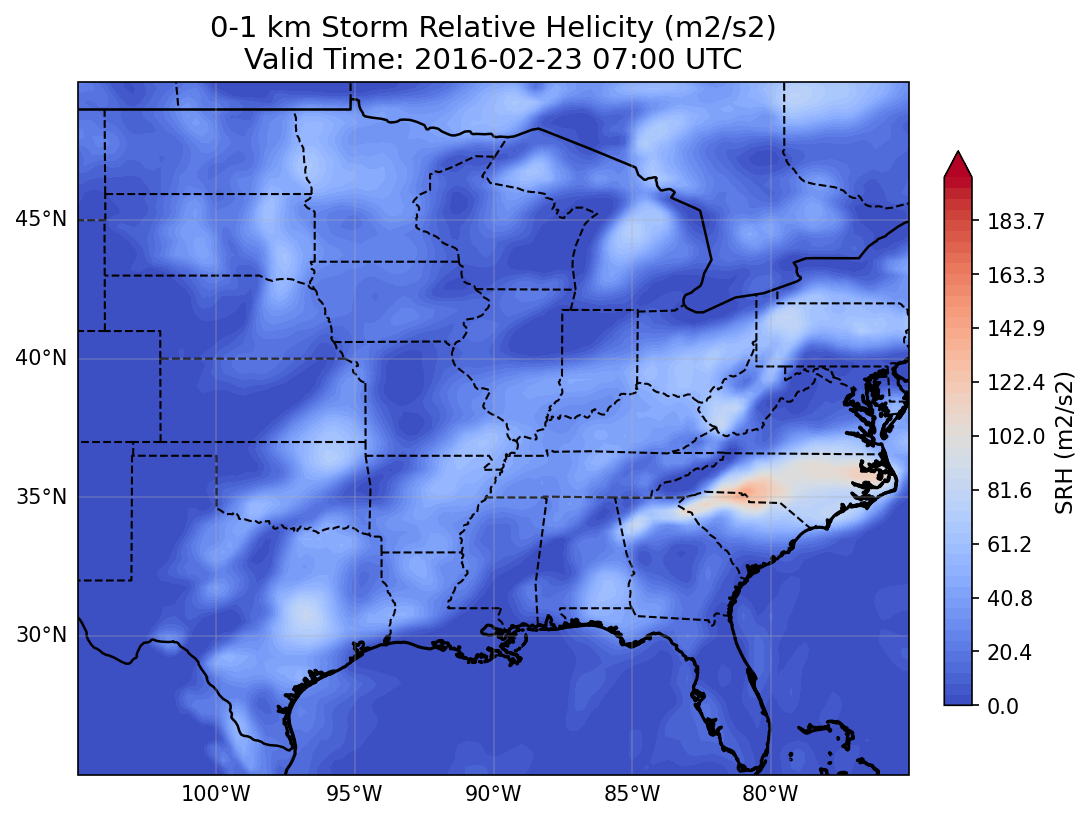 0-1 km Storm Relative Helicity (m2/s2)
Valid Time: 2016-02-23 07:00 UTC
45°N
40°N
35°N
30°N
100°W
95°W
90°W
85°W
80°W
183.7
163.3
142.9
122.4
102.0
81.6
61.2
40.8
20.4
0.0
SRH (m2/s2)